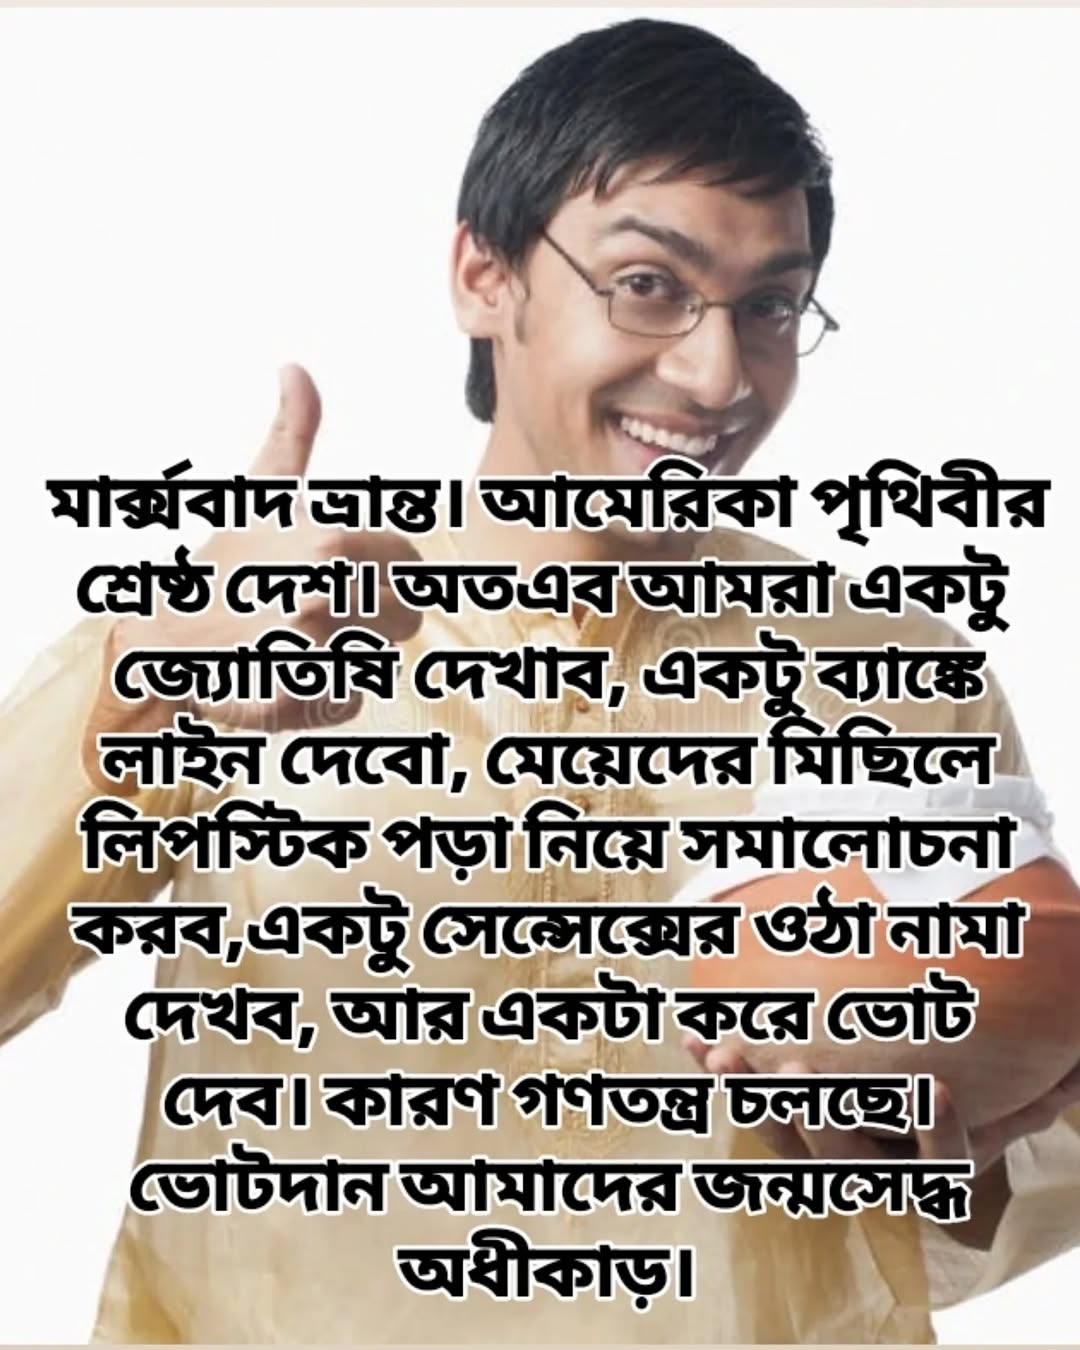 মার্ক্সবাদ ভ্রান্ত। আমেরিকা পৃথিবীর
শ্রেষ্ঠ দেশ। অতএব আমরা একটু
জ্যোতিষি দেখাব, একটু ব্যাঙ্কে
লাইন দেবো, মেয়েদের মিছিলে
লিপস্টিক পড়া নিয়ে সমালোচনা
করব,একটু সেন্সেক্সের ওঠা নামা
দেখব, আর একটা করে ভোট
দেব। কারণ গণতন্ত্র চলছে।
ভোটদান আমাদের জন্মসেদ্ধ
অধীকাড়।